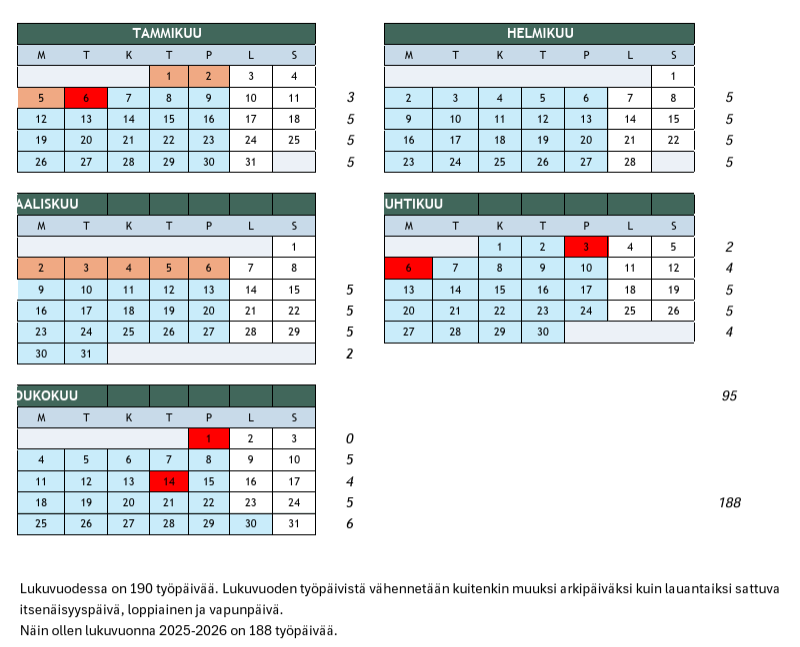 TAMMIKUU
M T K T P L S
1 2 3 4
5 6 7 8 9 10 11 3
12 13 14 15 16 17 18 5
19 20 21 22 23 24 25 5
26 27 28 29 30 31 5
HELMIKUU
M T K T P L S
1
2 3 4 5 6 7 8 5
9 10 11 12 13 14 15 5
16 17 18 19 20 21 22 5
23 24 25 26 27 28 5
AALISKUU
M T K T P L S
1
2 3 4 5 6 7 8
9 10 11 12 13 14 15 5
16 17 18 19 20 21 22 5
23 24 25 26 27 28 29 5
30 31 2
UHTIKUU
M T K T P L S
1 2 3 4 5 2
6 7 8 9 10 11 12 4
13 14 15 16 17 18 19 5
20 21 22 23 24 25 26 5
27 28 29 30 4
95
OUKOKUU
M T K T P L S
1 2 3 0
4 5 6 7 8 9 10 5
11 12 13 14 15 16 17 4
18 19 20 21 22 23 24 5
25 26 27 28 29 30 31 6
188
Lukuvuodessa on 190 työpäivää. Lukuvuoden työpäivistä vähennetään kuitenkin muuksi arkipäiväksi kuin lauantaiksi sattuva
itsenäisyyspäivä, loppiainen ja vapunpäivä.
Näin ollen lukuvuonna 2025-2026 on 188 työpäivää.